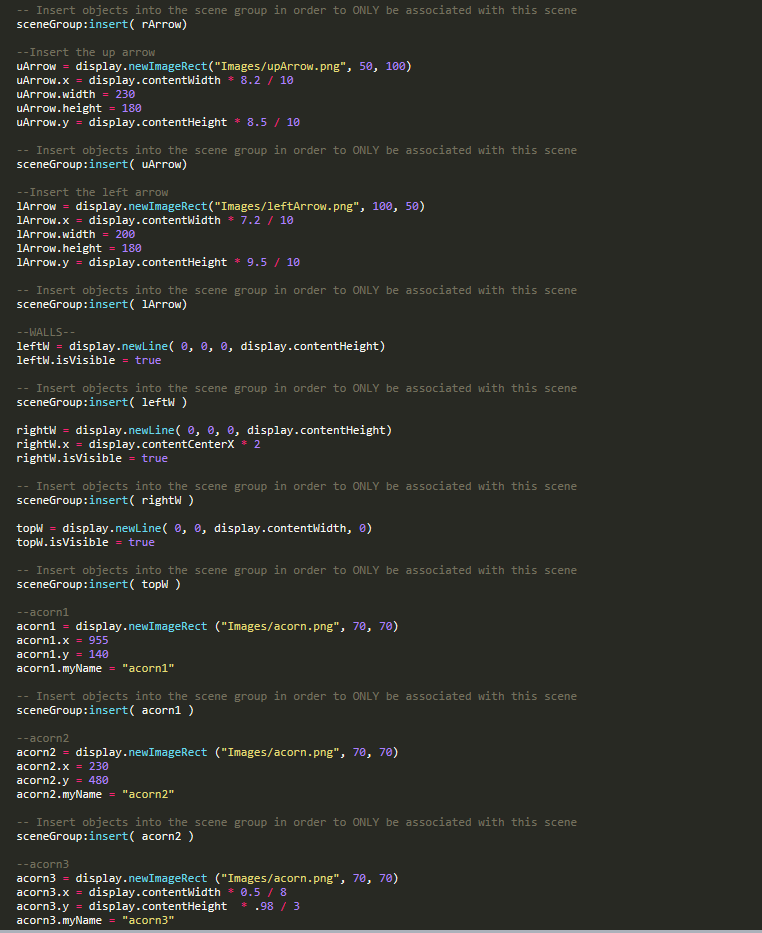 -- Insert objects into the scene group in order to ONLY be associated with this scene
sceneGroup:insert( rArrow)
--Insert the up arrow
uArrow = display.newImageRect("Images/upArrow.png", 50, 100)
uArrow.x = display.contentWidth * 8.2 / 10
uArrow.width = 230
uArrow.height = 180
uArrow.y = display.contentHeight * 8.5 / 10
-- Insert objects into the scene group in order to ONLY be associated with this scene
sceneGroup:insert( uArrow)
--Insert the left arrow
lArrow = display.newImageRect("Images/leftArrow.png", 100, 50)
lArrow.x = display.contentWidth * 7.2 / 10
lArrow.width = 200
lArrow.height = 180
lArrow.y = display.contentHeight * 9.5 / 10
-- Insert objects into the scene group in order to ONLY be associated with this scene
sceneGroup:insert( lArrow)
--WALLS--
leftW = display.newLine( 0, 0, 0, display.contentHeight)
leftW.isVisible = true
-- Insert objects into the scene group in order to ONLY be associated with this scene
sceneGroup:insert( leftW )
rightW = display.newLine( 0, 0, 0, display.contentHeight)
rightW.x = display.contentCenterX * 2
rightW.isVisible = true
-- Insert objects into the scene group in order to ONLY be associated with this scene
sceneGroup:insert( rightW )
topW = display.newLine( 0, 0, display.contentWidth, 0)
topW.isVisible = true
-- Insert objects into the scene group in order to ONLY be associated with this scene
sceneGroup:insert( topW )
--acorn1
acorn1 = display.newImageRect ("Images/acorn.png", 70, 70)
acorn1.x = 955
acorn1.y = 140
acorn1.myName = "acorn1"
-- Insert objects into the scene group in order to ONLY be associated with this scene
sceneGroup:insert( acorn1 )
--acorn2
acorn2 = display.newImageRect ("Images/acorn.png", 70, 70)
acorn2.x = 230
acorn2.y = 480
acorn2.myName = "acorn2"
-- Insert objects into the scene group in order to ONLY be associated with this scene
sceneGroup:insert( acorn2 )
--acorn3
acorn3 = display.newImageRect ("Images/acorn.png", 70, 70)
acorn3.x = display.contentWidth * 0.5 / 8
acorn3.y = display.contentHeight  * .98 / 3
acorn3.myName = "acorn3"